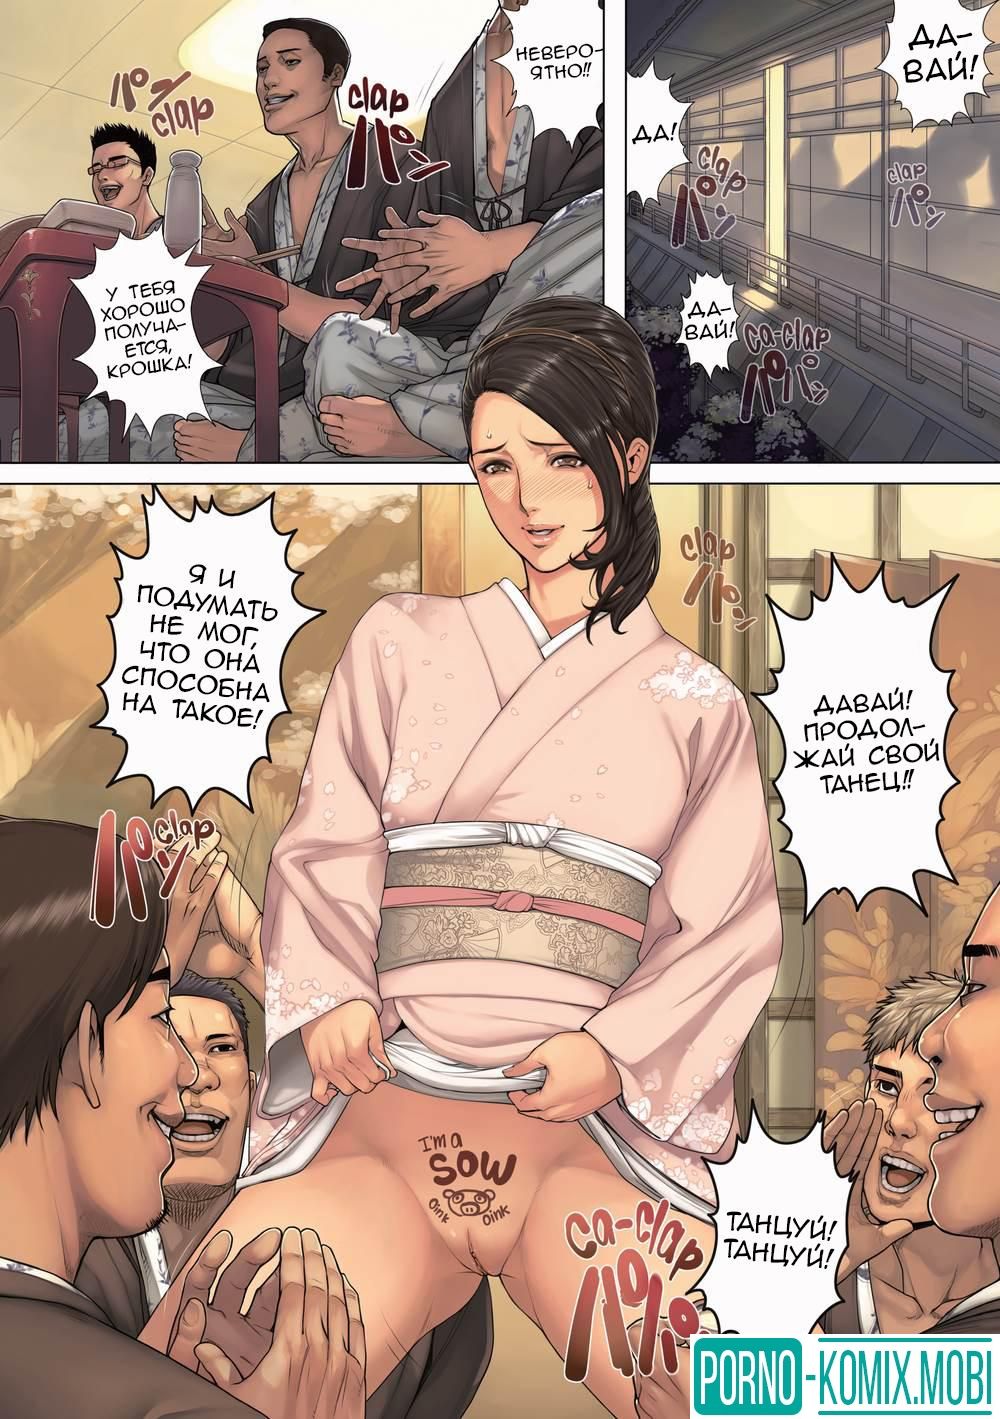 НЕВЕРО-
ЯТНО!!
ДА-
ВАЙ!
ДА!
パン
clap
clap
パン
clap
パン
clap
パン
У ТЕБЯ
ХОРОШО
ПОЛУЧА-
ЕТСЯ,
КРОШКА!
ДА-
ВАЙ!
ca-clap
パパン
Я И
ПОДУМАТЬ
НЕ МОГ,
ЧТО ОНА
СПОСОБНА
НА ТАКОЕ!
clap
パン
ДАВАЙ!
ПРОДОЛ-
ЖАЙ СВОЙ
ТАНЕЦ!!
clap
パン
I'm a
SOW
Oink
Oink
ca-clap
パパン
ТАНЦУЙ!
ТАНЦУЙ!
PORNO-KOMIX.MOBI